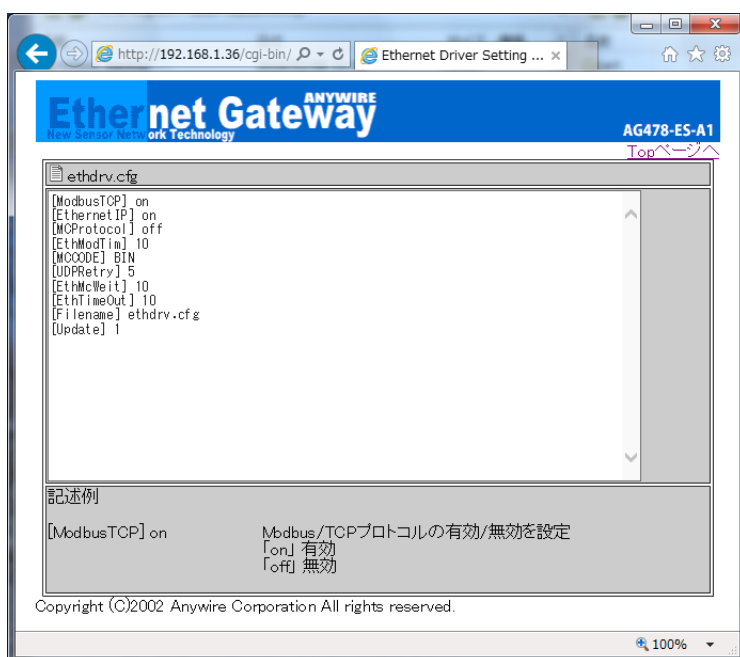 http://192.168.1.36/cgi-bin/
Ethernet Driver Setting ...
Ethernet Gateway
ANYWIRE
New Sensor Network Technology
AG478-ES-A1
Topページへ
ethdrv.cfg
[ModbusTCP] on
[EthernetIP] on
[MCProtocol] off
[EthModTim] 10
[MCCODE] BIN
[UDPRetry] 5
[EthMcWeit] 10
[EthTimeOut] 10
[Filename] ethdrv.cfg
[Update] 1
記述例
[ModbusTCP] on Modbus/TCPプロトコルの有効/無効を設定
「on」 有効
「off」 無効
Copyright (C)2002 Anywire Corporation All rights reserved.
100%